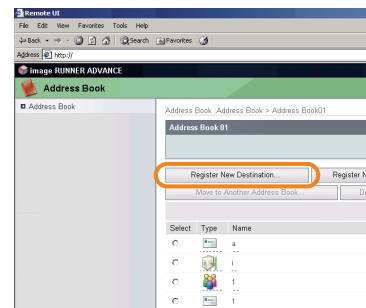 Remote UI
File Edit View Favorites Tools Help
Back Search Favorites
Address http://
image RUNNER ADVANCE
Address Book
Address Book
Address Book :Address Book > Address Book01
Address Book 01
Register New Destination... Register N
Move to Another Address Book... De
Select Type Name
a
i
1
1